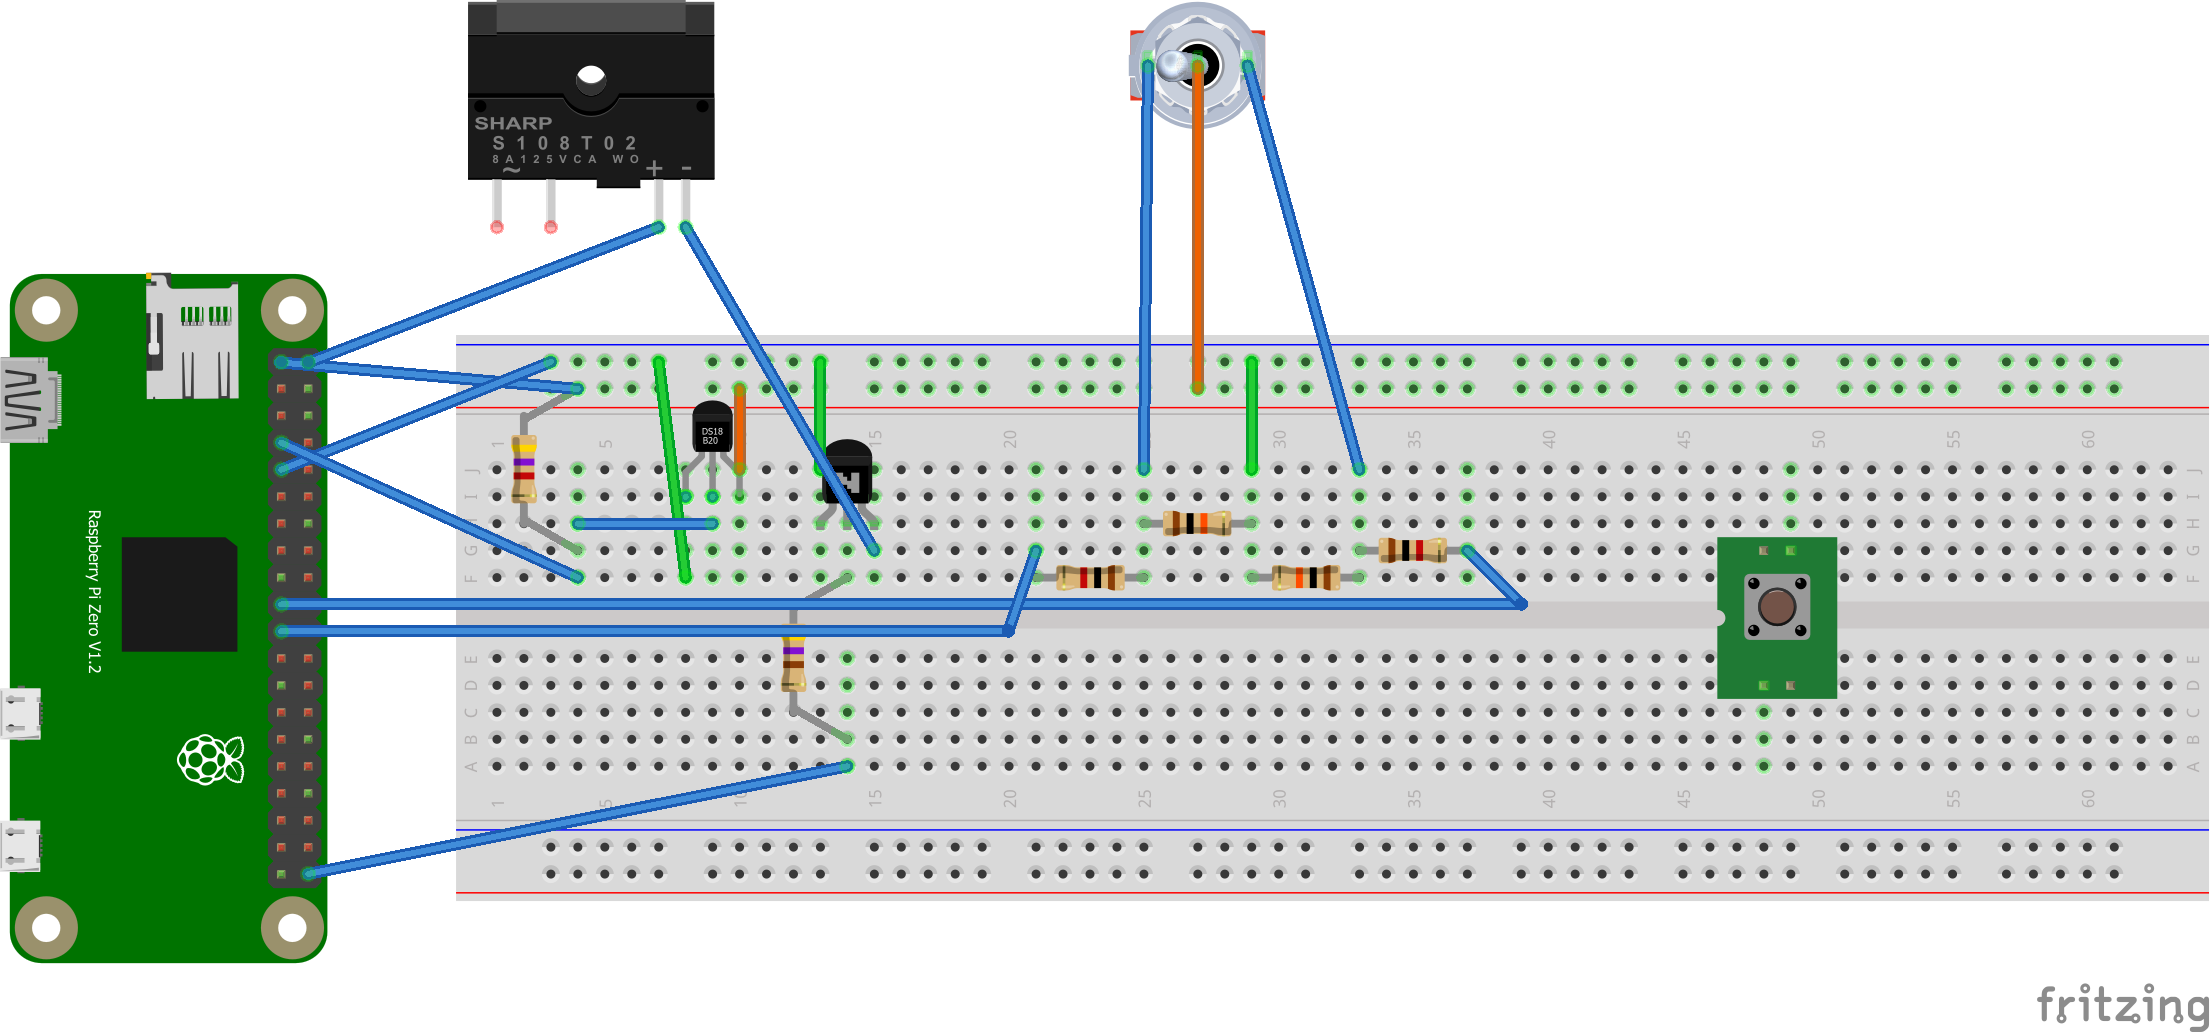 SHARP
S 1 0 8 T 0 2
8 A 1 2 5 V C A W O
~ + -
DS18
B20
1 5 15 20 25 30 35 40 45 50 55 60
J J
I I
H H
G G
F F
Raspberry Pi Zero V1.2
E E
D D
C C
B B
A A
1 5 10 15 20 25 30 35 40 45 50 55 60
fritzing